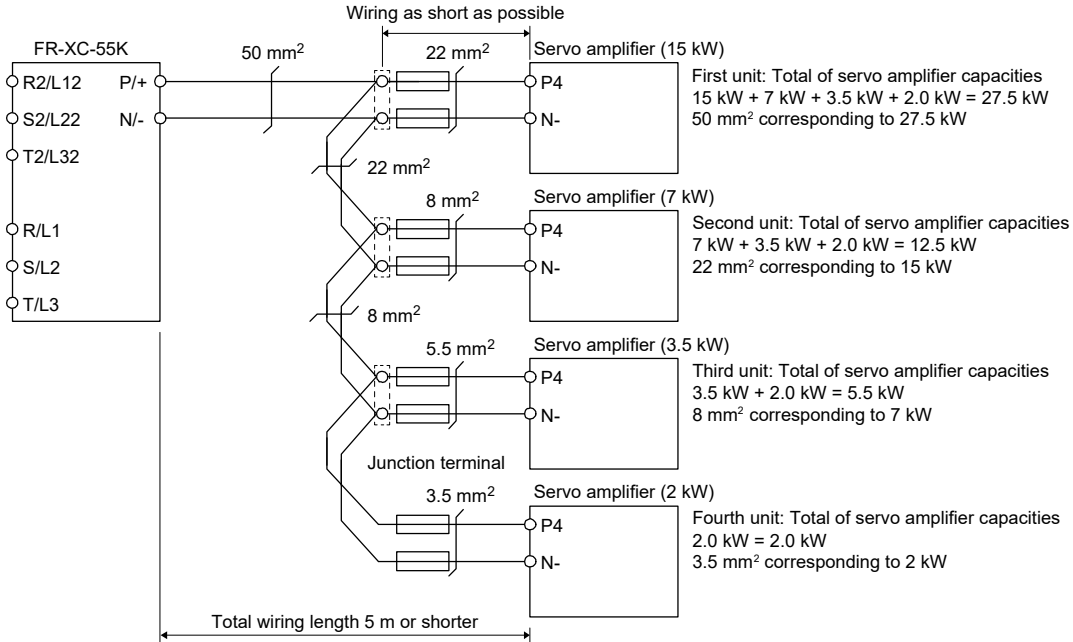 Wiring as short as possible
FR-XC-55K
50 mm²
22 mm²
Servo amplifier (15 kW)
R2/L12 P/+
S2/L22 N/-
T2/L32
R/L1
S/L2
T/L3
P4
N-
First unit: Total of servo amplifier capacities
15 kW + 7 kW + 3.5 kW + 2.0 kW = 27.5 kW
50 mm² corresponding to 27.5 kW
22 mm²
8 mm²
Servo amplifier (7 kW)
P4
N-
Second unit: Total of servo amplifier capacities
7 kW + 3.5 kW + 2.0 kW = 12.5 kW
22 mm² corresponding to 15 kW
8 mm²
5.5 mm²
Servo amplifier (3.5 kW)
P4
N-
Third unit: Total of servo amplifier capacities
3.5 kW + 2.0 kW = 5.5 kW
8 mm² corresponding to 7 kW
Junction terminal
3.5 mm²
Servo amplifier (2 kW)
P4
N-
Fourth unit: Total of servo amplifier capacities
2.0 kW = 2.0 kW
3.5 mm² corresponding to 2 kW
Total wiring length 5 m or shorter